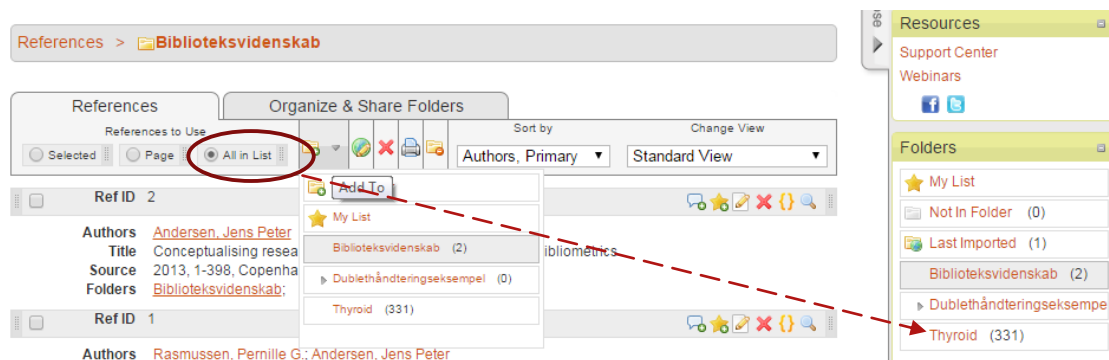 References > Biblioteksvidenskab
References
Organize & Share Folders
References to Use
Selected
Page
All in List
Sort by
Authors, Primary
Change View
Standard View
Add To
My List
Biblioteksvidenskab (2)
Dublethåndteringseksempel (0)
Thyroid (331)
Ref ID 2
Authors Andersen, Jens Peter
Title Conceptualising resea ibliometrics
Source 2013, 1-398, Copenha
Folders Biblioteksvidenskab;
Ref ID 1
Authors Rasmussen, Pernille G.; Andersen, Jens Peter
Resources
Support Center
Webinars
Folders
My List
Not In Folder (0)
Last Imported (1)
Biblioteksvidenskab (2)
Dublethåndteringseksempe
Thyroid (331)